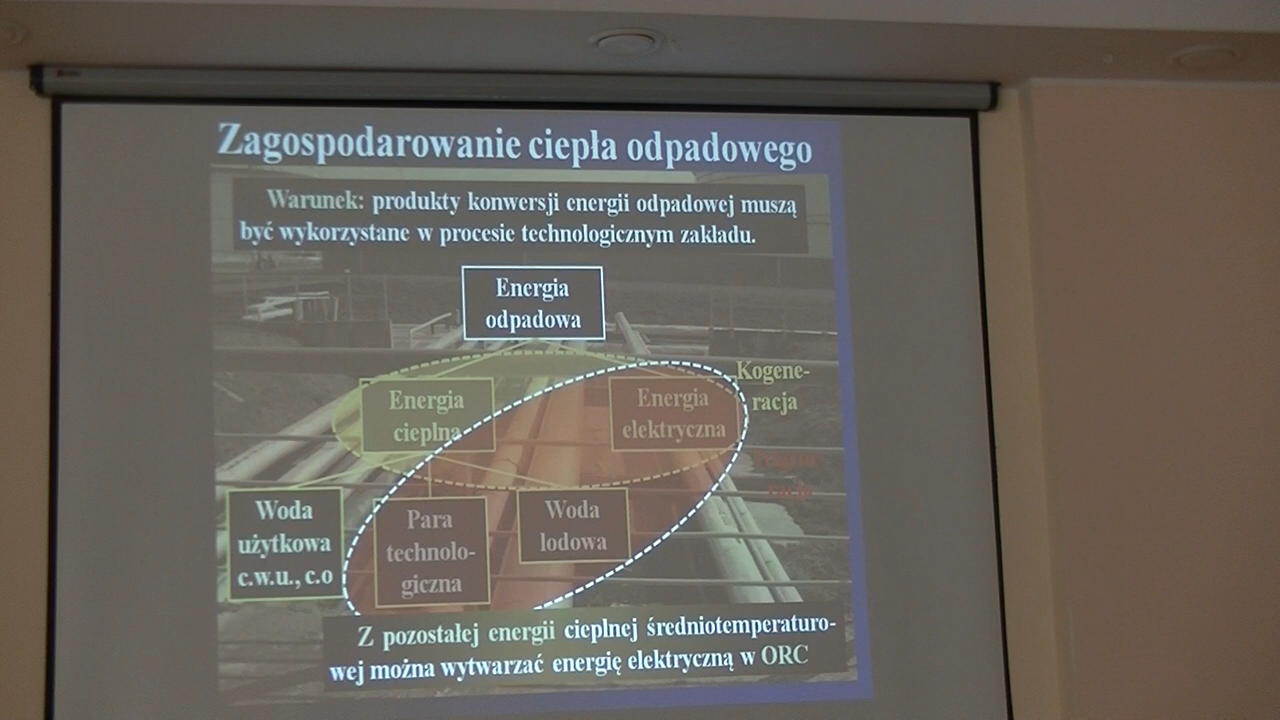 Zagospodarowanie ciepła odpadowego
Warunek: produkty konwersji energii odpadowej muszą
być wykorzystane w procesie technologicznym zakładu.
Energia
odpadowa
Energia
cieplna
Energia
elektryczna
Kogene-
racja
Woda
użytkowa
c.w.u., c.o
Para
technolo-
giczna
Woda
lodowa
Z pozostałej energii cieplnej średniotemperaturo-
wej można wytwarzać energię elektryczną w ORC